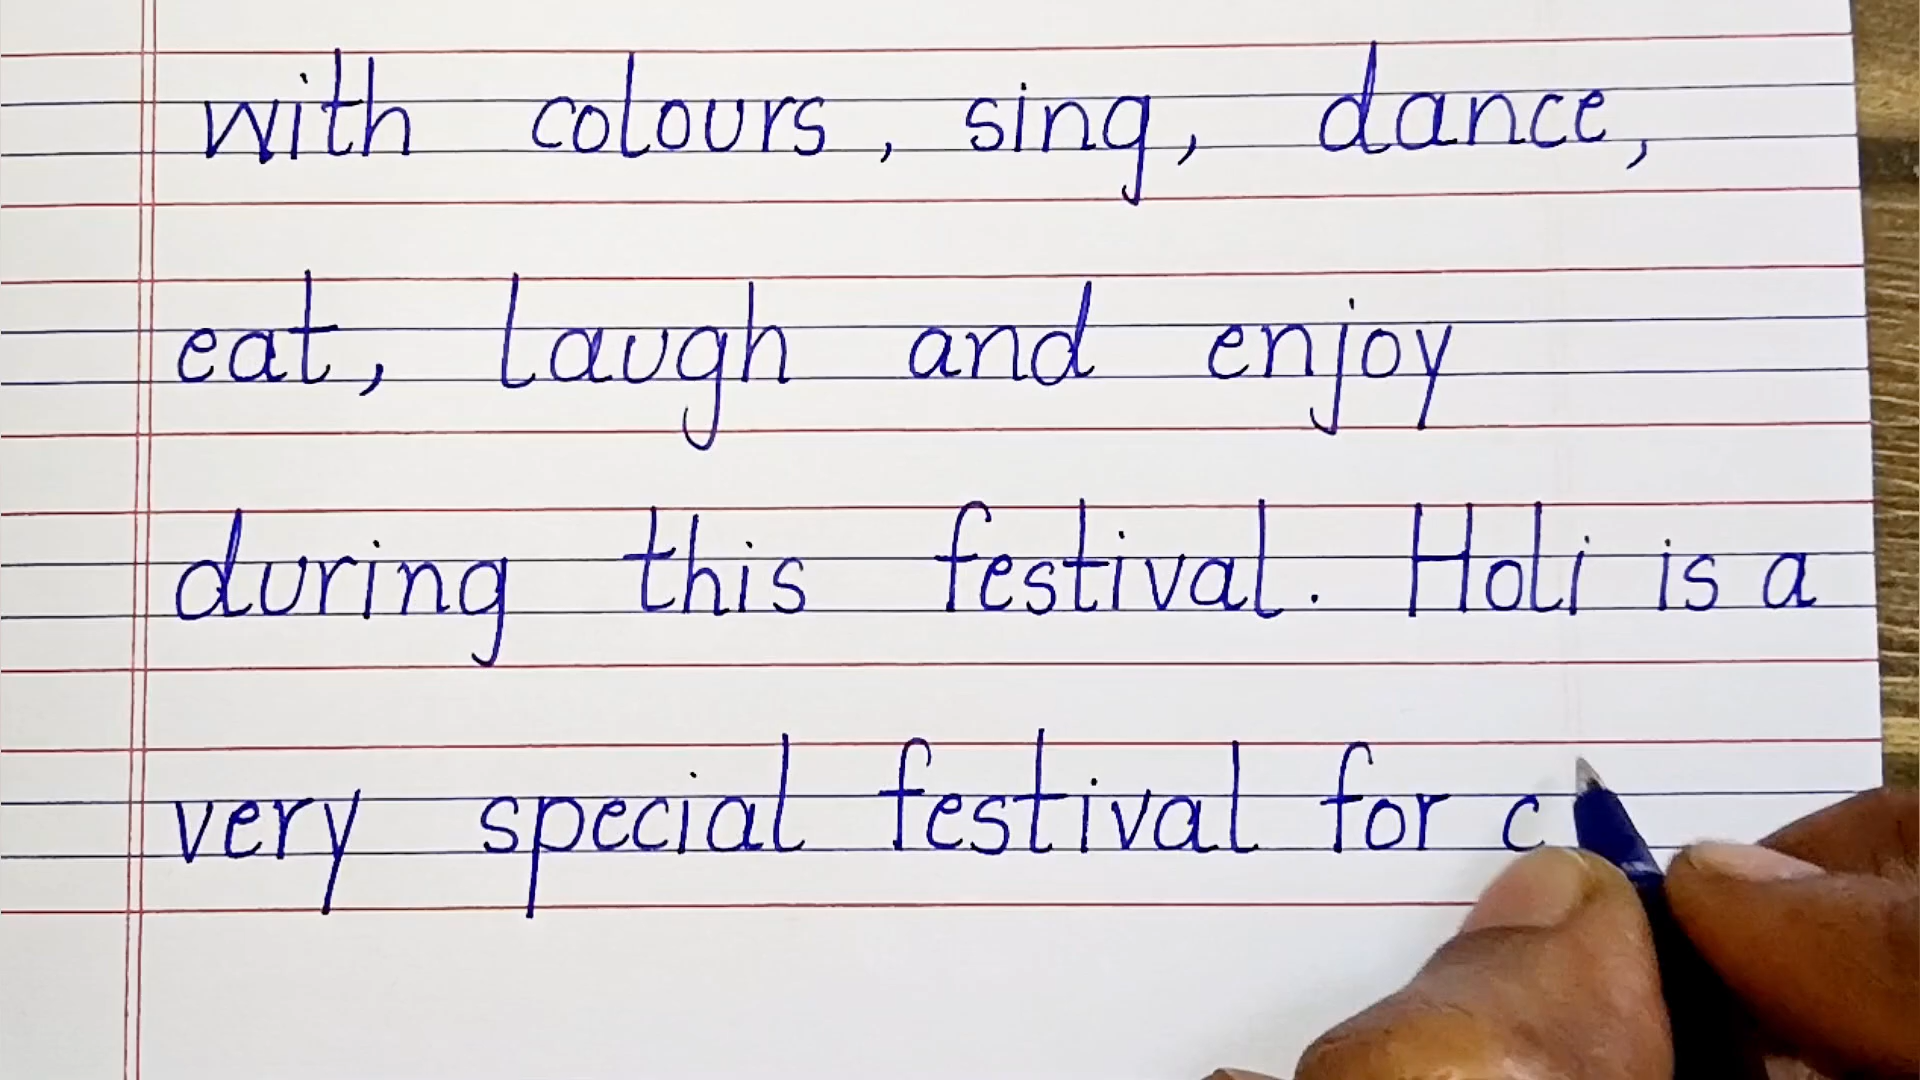 with colours, sing, dance,
eat, laugh and enjoy
during this festival. Holi is a
very special festival for c